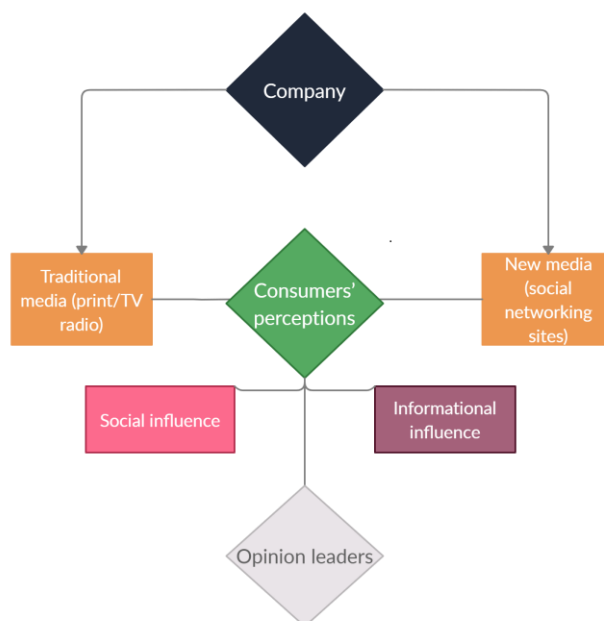 Company
Traditional
media (print/TV
radio)
Consumers'
perceptions
New media
(social
networking
sites)
Social influence
Informational
influence
Opinion leaders